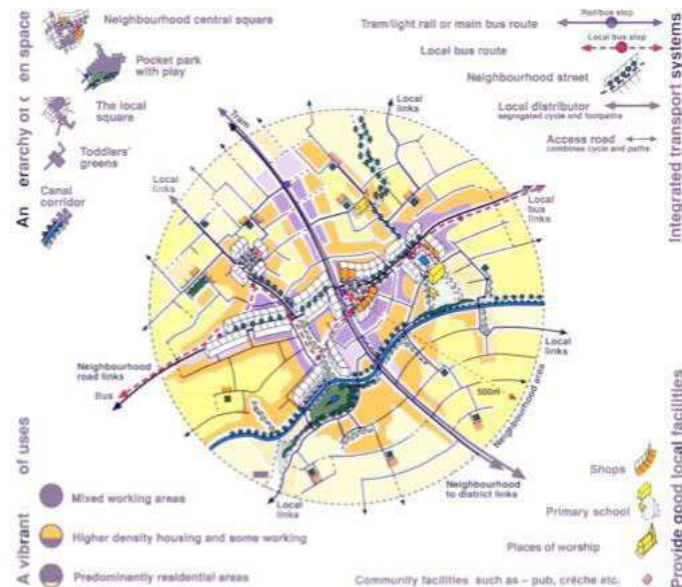 An erarchy of en space
Neighbourhood central square
Pocket park
with play
The local
square
Toddlers'
greens
Canal
corridor
Integrated transport systems
Tram/light rail or main bus route
Rail/bus stop
Local bus route
Local bus stop
Neighbourhood street
Local distributor
segregated cycle and footpaths
Access road
combines cycle and paths
Tram
Local
links
Local
links
Local
bus links
Local
links
Neighbourhood
road links
Bus
500m
Neighbourhood area
Local
links
Neighbourhood
to district links
A vibrant of uses
Mixed working areas
Higher density housing and some working
Predominantly residential areas
Provide good local facilities
Shops
Primary school
Places of worship
Community facilities such as – pub, crèche etc.